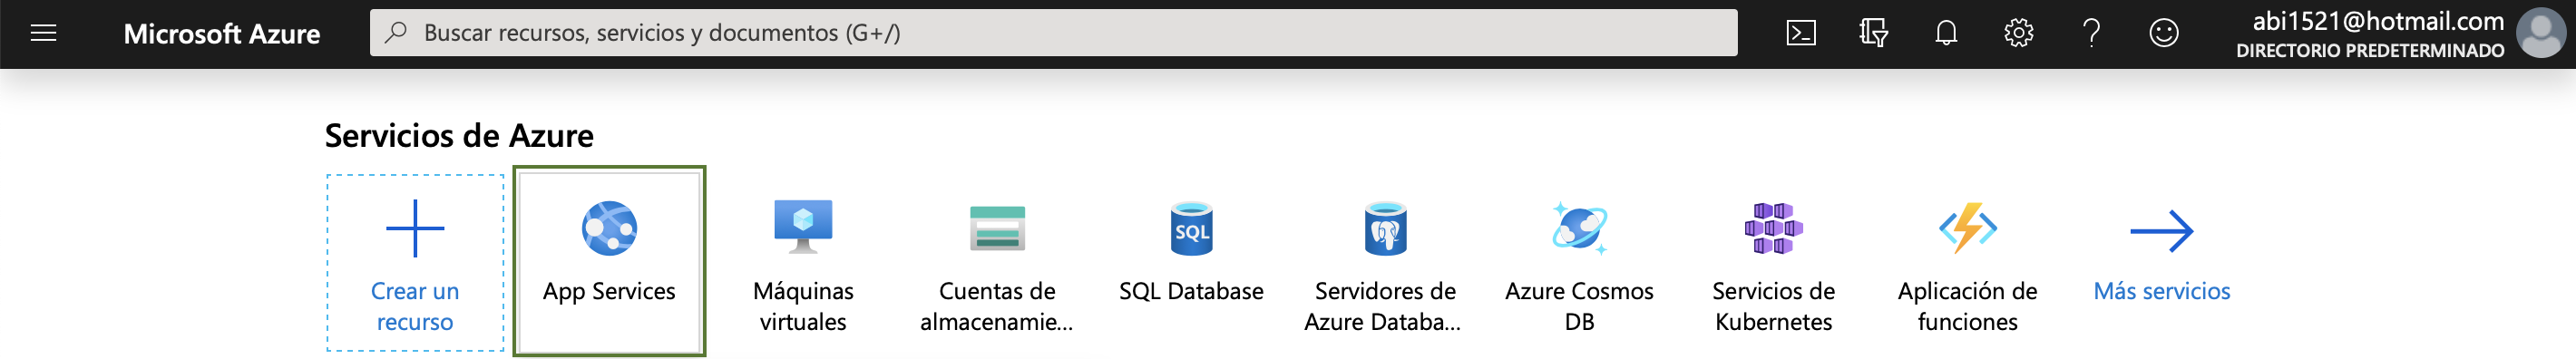 Microsoft Azure
Buscar recursos, servicios y documentos (G+/)
abi1521@hotmail.com
DIRECTORIO PREDETERMINADO
Servicios de Azure
Crear un
recurso
App Services
Máquinas
virtuales
Cuentas de
almacenamie...
SQL
SQL Database
Servidores de
Azure Databa...
Azure Cosmos
DB
Servicios de
Kubernetes
Aplicación de
funciones
Más servicios